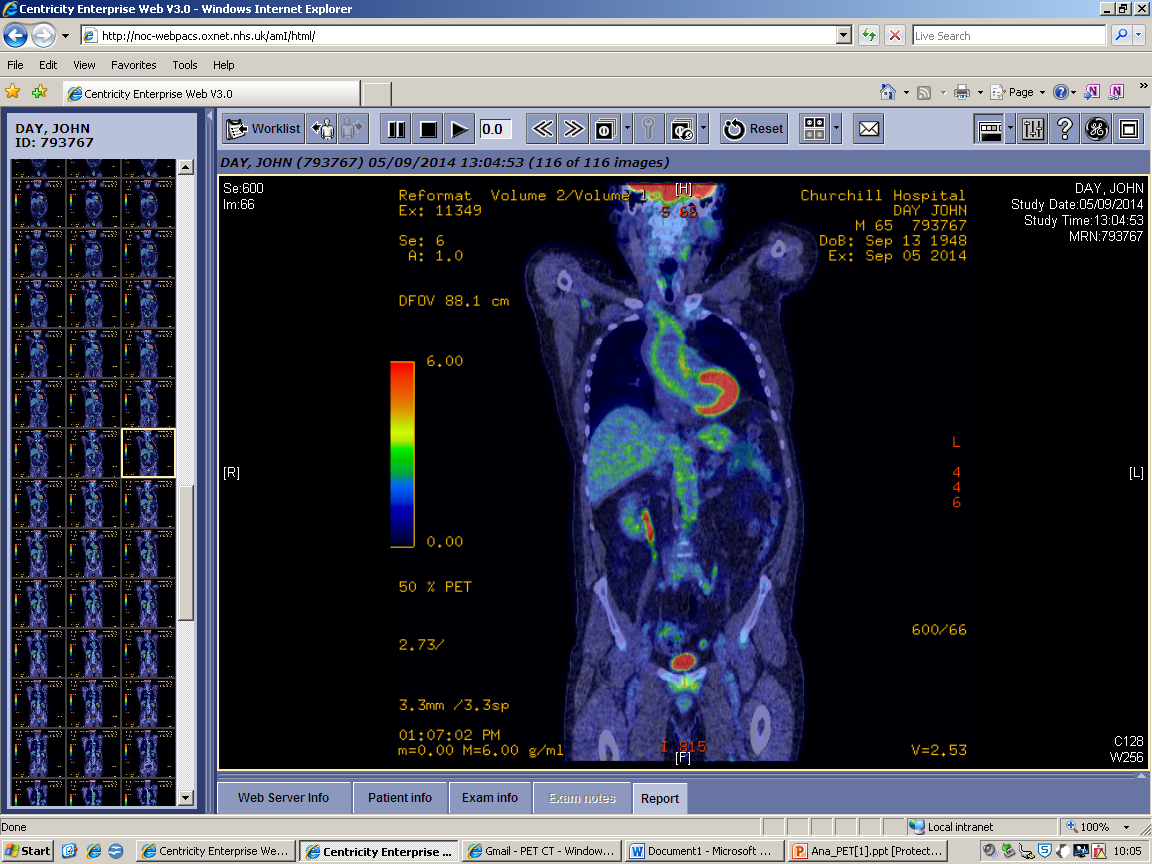 Centricity Enterprise Web V3.0 - Windows Internet Explorer
http://noc-webpacs.oxnet.nhs.uk/amI/html/
Live Search
File Edit View Favorites Tools Help
Centricity Enterprise Web V3.0
Page
DAY, JOHN
ID: 793767
Worklist
0.0
Reset
DAY, JOHN (793767) 05/09/2014 13:04:53 (116 of 116 images)
Se:600
Im:66
Reformat Volume 2/Volume 1
Ex: 11349
Se: 6
A: 1.0
DFOV 88.1 cm
[H]
S 68
Churchill Hospital
DAY JOHN
M 65 793767
DoB: Sep 13 1948
Ex: Sep 05 2014
DAY, JOHN
Study Date:05/09/2014
Study Time:13:04:53
MRN:793767
6.00
0.00
[R]
L
4
4
6
[L]
50 % PET
2.73/
600/66
3.3mm /3.3sp
01:07:02 PM
m=0.00 M=6.00 g/ml
I 815
[F]
V=2.53
C128
W256
Web Server Info
Patient info
Exam info
Exam notes
Report
Done
Local intranet
100%
Start
Centricity Enterprise We...
Centricity Enterprise ...
Gmail - PET CT - Window...
Document1 - Microsoft ...
Ana_PET[1].ppt [Protect...
10:05